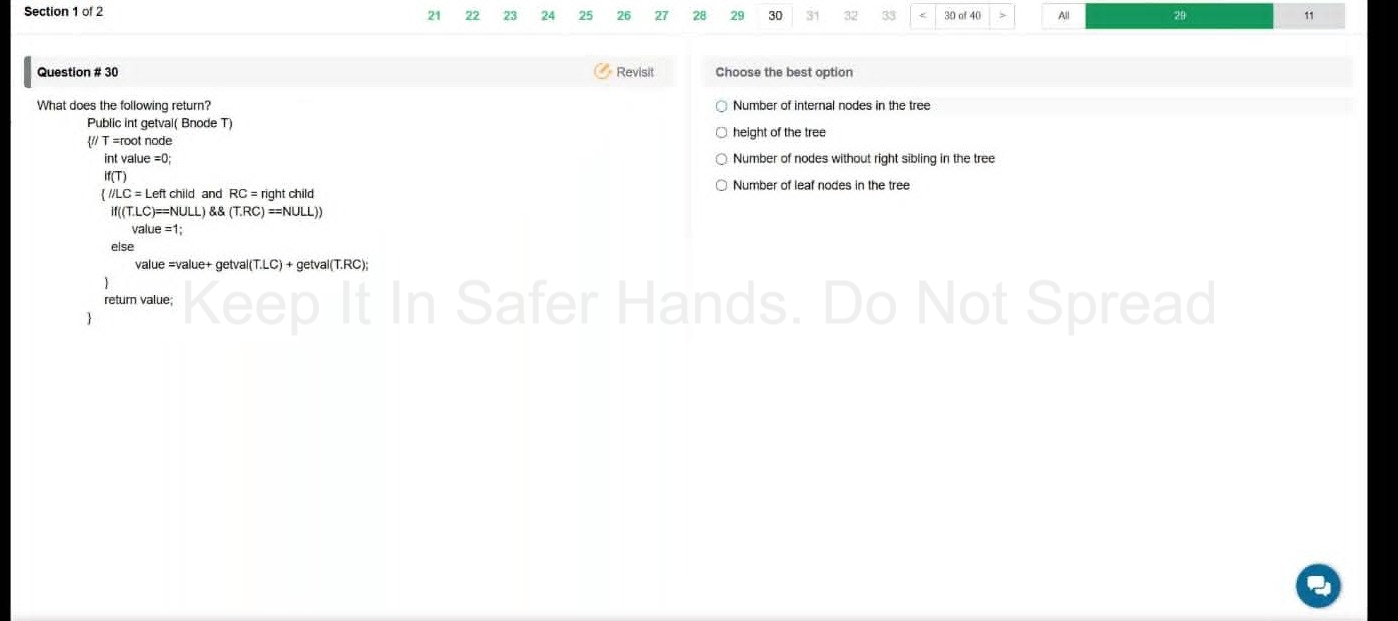 Section 1 of 2
21 22 23 24 25 26 27 28 29 30 31 32 33 < 30 of 40 > All 29 11
Question # 30
Revisit
What does the following return?
Public int getval( Bnode T)
{// T =root node
int value =0;
if(T)
{ //LC = Left child and RC = right child
if((T.LC)==NULL) && (T.RC) ==NULL))
value =1;
else
value =value+ getval(T.LC) + getval(T.RC);
}
return value;
}
Choose the best option
Number of internal nodes in the tree
height of the tree
Number of nodes without right sibling in the tree
Number of leaf nodes in the tree
Keep It In Safer Hands. Do Not Spread